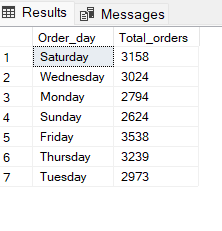 Results Messages
Order_day Total_orders
1 Saturday 3158
2 Wednesday 3024
3 Monday 2794
4 Sunday 2624
5 Friday 3538
6 Thursday 3239
7 Tuesday 2973